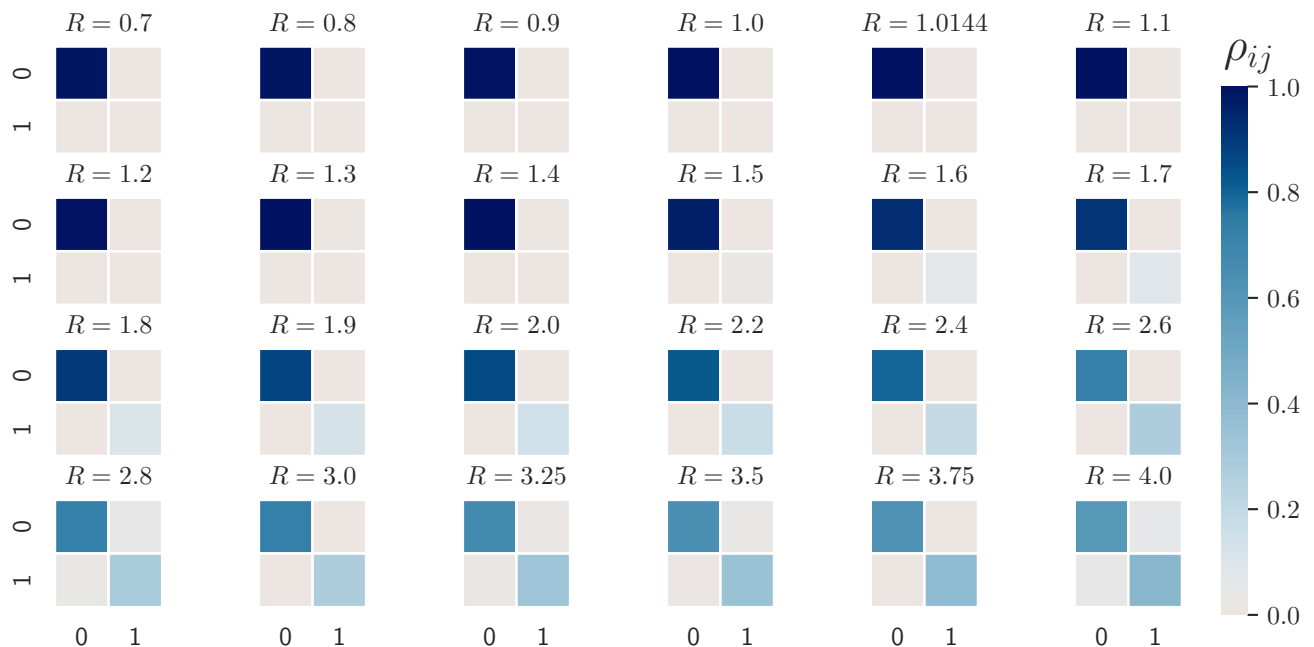 R = 0.7 R = 0.8 R = 0.9 R = 1.0 R = 1.0144 R = 1.1
ρij
0
1
1.0
R = 1.2 R = 1.3 R = 1.4 R = 1.5 R = 1.6 R = 1.7
0
1
0.8
R = 1.8 R = 1.9 R = 2.0 R = 2.2 R = 2.4 R = 2.6
0.6
0
1
0.4
R = 2.8 R = 3.0 R = 3.25 R = 3.5 R = 3.75 R = 4.0
0
1
0.2
0.0
0 1 0 1 0 1 0 1 0 1 0 1